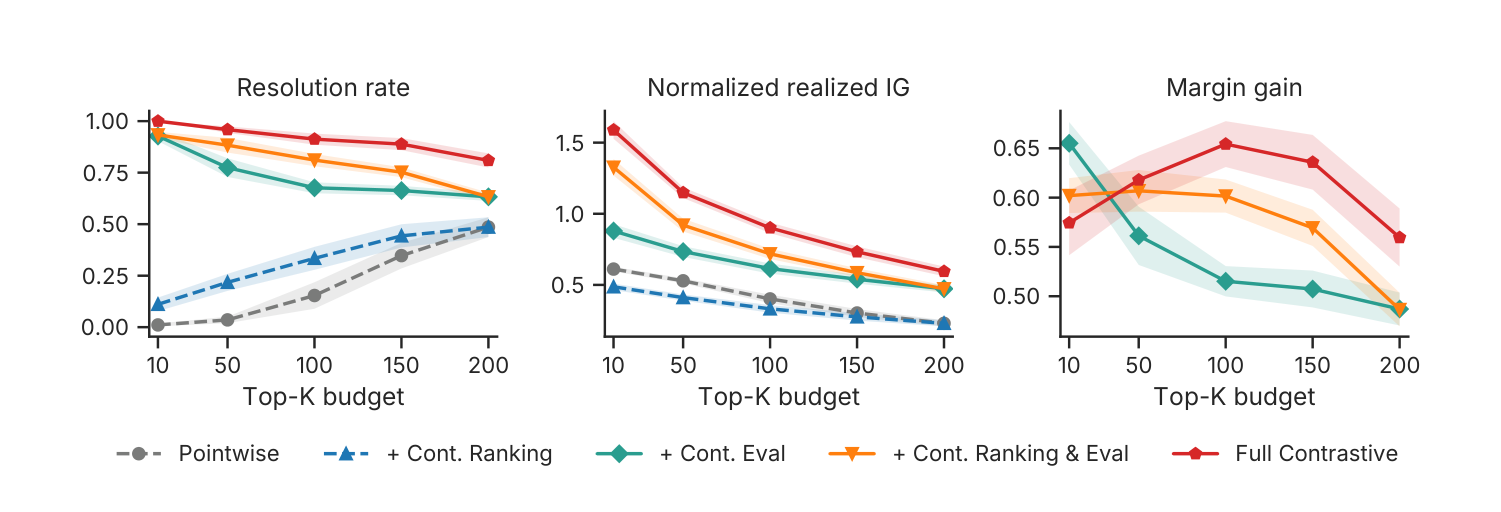 Resolution rate
1.00
0.75
0.50
0.25
0.00
10 50 100 150 200
Top-K budget
Normalized realized IG
1.5
1.0
0.5
10 50 100 150 200
Top-K budget
Margin gain
0.65
0.60
0.55
0.50
10 50 100 150 200
Top-K budget
Pointwise + Cont. Ranking + Cont. Eval + Cont. Ranking & Eval Full Contrastive